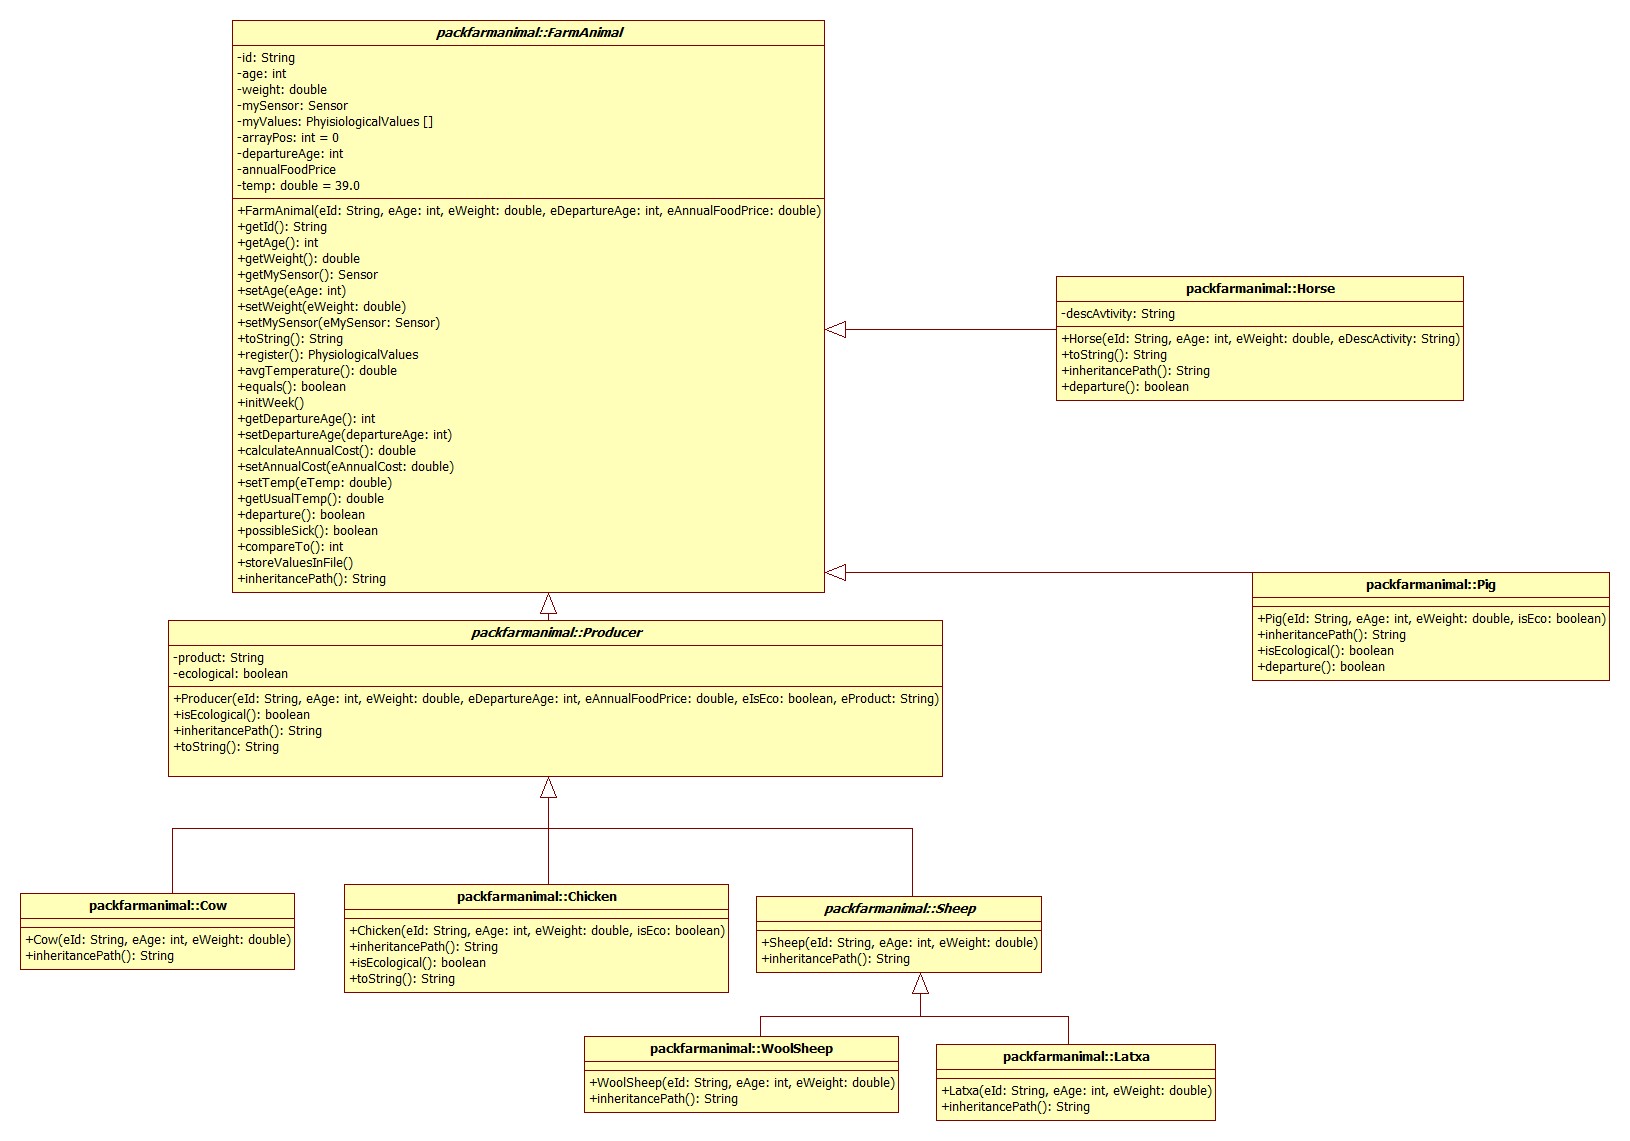 packfarmanimal::FarmAnimal
-id: String
-age: int
-weight: double
-mySensor: Sensor
-myValues: PhyisiologicalValues []
-arrayPos: int = 0
-departureAge: int
-annualFoodPrice
-temp: double = 39.0
+FarmAnimal(eId: String, eAge: int, eWeight: double, eDepartureAge: int, eAnnualFoodPrice: double)
+getId(): String
+getAge(): int
+getWeight(): double
+getMySensor(): Sensor
+setAge(eAge: int)
+setWeight(eWeight: double)
+setMySensor(eMySensor: Sensor)
+toString(): String
+register(): PhysiologicalValues
+avgTemperature(): double
+equals(): boolean
+initWeek()
+getDepartureAge(): int
+setDepartureAge(departureAge: int)
+calculateAnnualCost(): double
+setAnnualCost(eAnnualCost: double)
+setTemp(eTemp: double)
+getUsualTemp(): double
+departure(): boolean
+possibleSick(): boolean
+compareTo(): int
+storeValuesInFile()
+inheritancePath(): String
packfarmanimal::Horse
-descAvtivity: String
+Horse(eId: String, eAge: int, eWeight: double, eDescActivity: String)
+toString(): String
+inheritancePath(): String
+departure(): boolean
packfarmanimal::Pig
+Pig(eId: String, eAge: int, eWeight: double, isEco: boolean)
+inheritancePath(): String
+isEcological(): boolean
+departure(): boolean
packfarmanimal::Producer
-product: String
-ecological: boolean
+Producer(eId: String, eAge: int, eWeight: double, eDepartureAge: int, eAnnualFoodPrice: double, eIsEco: boolean, eProduct: String)
+isEcological(): boolean
+inheritancePath(): String
+toString(): String
packfarmanimal::Cow
+Cow(eId: String, eAge: int, eWeight: double)
+inheritancePath(): String
packfarmanimal::Chicken
+Chicken(eId: String, eAge: int, eWeight: double, isEco: boolean)
+inheritancePath(): String
+isEcological(): boolean
+toString(): String
packfarmanimal::Sheep
+Sheep(eId: String, eAge: int, eWeight: double)
+inheritancePath(): String
packfarmanimal::WoolSheep
+WoolSheep(eId: String, eAge: int, eWeight: double)
+inheritancePath(): String
packfarmanimal::Latxa
+Latxa(eId: String, eAge: int, eWeight: double)
+inheritancePath(): String